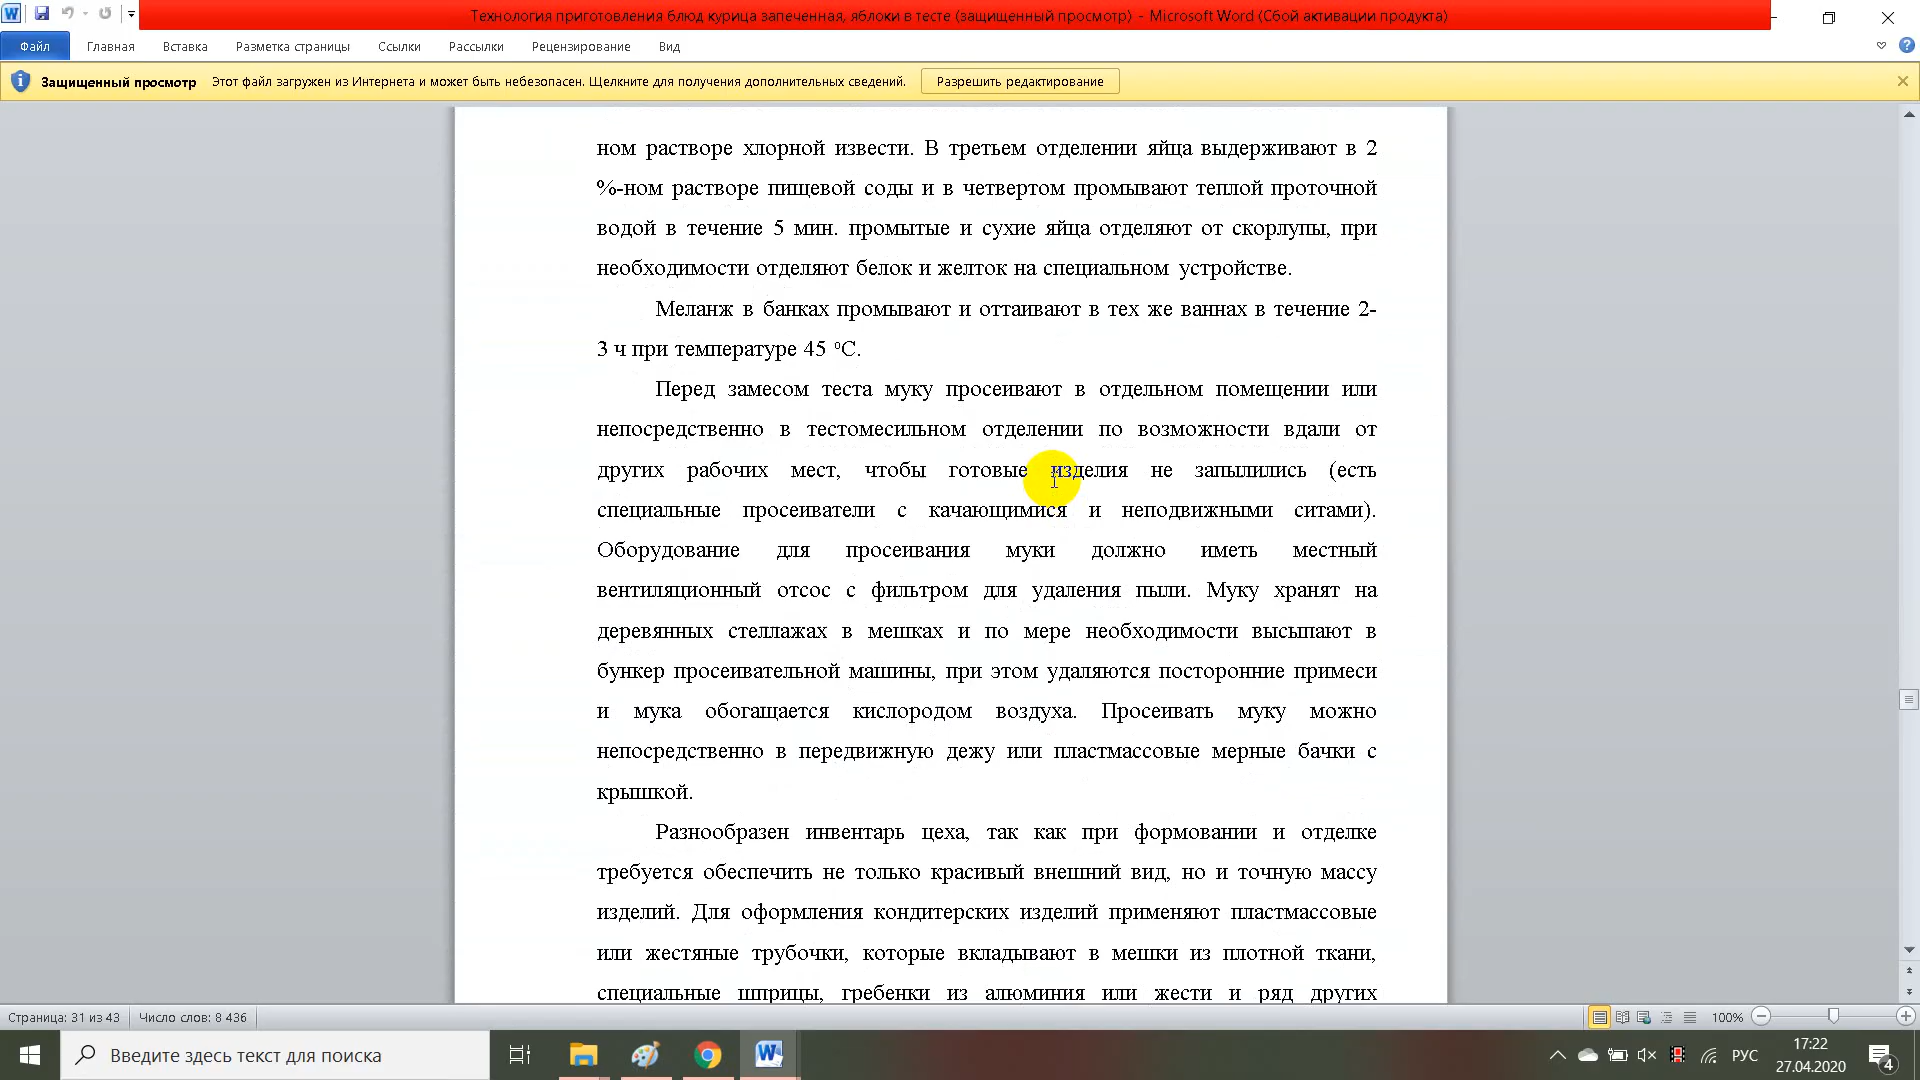 Технология приготовления блюд курица запеченная, яблоки в тесте (защищенный просмотр) - Microsoft Word (Сбой активации продукта)
Файл Главная Вставка Разметка страницы Ссылки Рассылки Рецензирование Вид
Защищенный просмотр Этот файл загружен из Интернета и может быть небезопасен. Щелкните для получения дополнительных сведений. Разрешить редактирование
ном растворе хлорной извести. В третьем отделении яйца выдерживают в 2
%-ном растворе пищевой соды и в четвертом промывают теплой проточной
водой в течение 5 мин. промытые и сухие яйца отделяют от скорлупы, при
необходимости отделяют белок и желток на специальном устройстве.
Меланж в банках промывают и оттаивают в тех же ваннах в течение 2-
3 ч при температуре 45 °С.
Перед замесом теста муку просеивают в отдельном помещении или
непосредственно в тестомесильном отделении по возможности вдали от
других рабочих мест, чтобы готовые изделия не запылились (есть
специальные просеиватели с качающимися и неподвижными ситами).
Оборудование для просеивания муки должно иметь местный
вентиляционный отсос с фильтром для удаления пыли. Муку хранят на
деревянных стеллажах в мешках и по мере необходимости высыпают в
бункер просеивательной машины, при этом удаляются посторонние примеси
и мука обогащается кислородом воздуха. Просеивать муку можно
непосредственно в передвижную дежу или пластмассовые мерные бачки с
крышкой.
Разнообразен инвентарь цеха, так как при формовании и отделке
требуется обеспечить не только красивый внешний вид, но и точную массу
изделий. Для оформления кондитерских изделий применяют пластмассовые
или жестяные трубочки, которые вкладывают в мешки из плотной ткани,
специальные шприцы, гребенки из алюминия или жести и ряд других
Страница: 31 из 43 Число слов: 8 436 100%
Введите здесь текст для поиска
РУС
17:22
27.04.2020
4